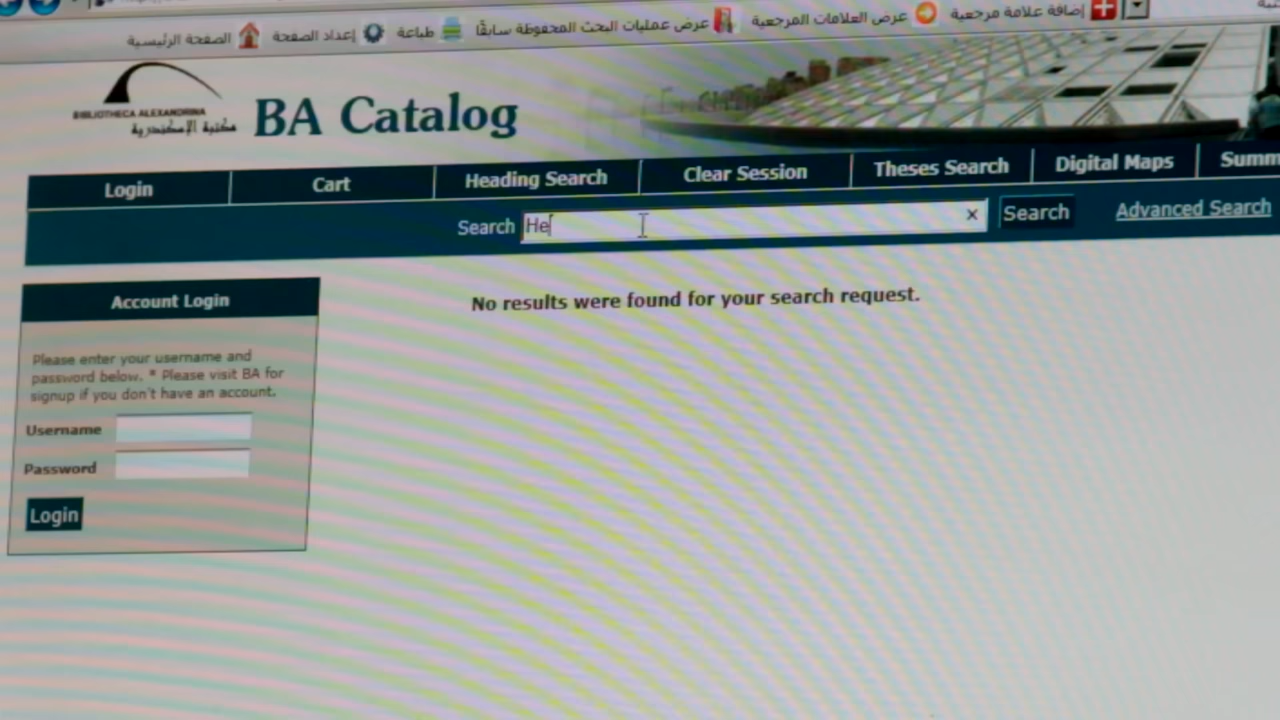 إضافة علامة مرجعية عرض العلامات المرجعية عرض عمليات البحث المحفوظة سابقًا طباعة إعداد الصفحة الصفحة الرئيسية
BIBLIOTHECA ALEXANDRINA
مكتبة الإسكندرية
BA Catalog
Login Cart Heading Search Clear Session Theses Search Digital Maps Summ
Search He × Search Advanced Search
Account Login
No results were found for your search request.
Please enter your username and
password below. * Please visit BA for
signup if you don't have an account.
Username
Password
Login